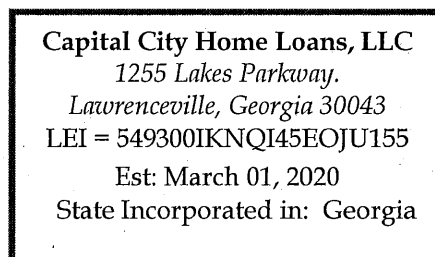 Capital City Home Loans, LLC
1255 Lakes Parkway.
Lawrenceville, Georgia 30043
LEI = 549300IKNQI45EOJU155
Est: March 01, 2020
State Incorporated in: Georgia